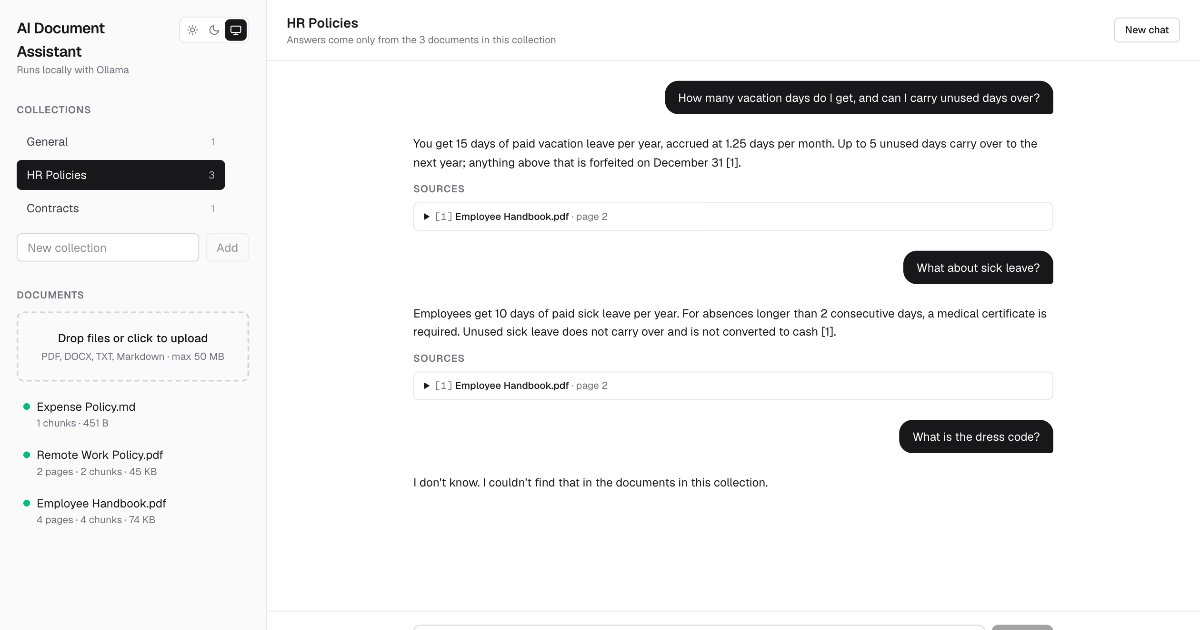 AI Document
Assistant
Runs locally with Ollama
COLLECTIONS
General 1
HR Policies 3
Contracts 1
New collection Add
DOCUMENTS
Drop files or click to upload
PDF, DOCX, TXT, Markdown · max 50 MB
Expense Policy.md
1 chunks · 451 B
Remote Work Policy.pdf
2 pages · 2 chunks · 45 KB
Employee Handbook.pdf
4 pages · 4 chunks · 74 KB
HR Policies
Answers come only from the 3 documents in this collection
New chat
How many vacation days do I get, and can I carry unused days over?
You get 15 days of paid vacation leave per year, accrued at 1.25 days per month. Up to 5 unused days carry over to the
next year; anything above that is forfeited on December 31 [1].
SOURCES
[1] Employee Handbook.pdf · page 2
What about sick leave?
Employees get 10 days of paid sick leave per year. For absences longer than 2 consecutive days, a medical certificate is
required. Unused sick leave does not carry over and is not converted to cash [1].
SOURCES
[1] Employee Handbook.pdf · page 2
What is the dress code?
I don't know. I couldn't find that in the documents in this collection.